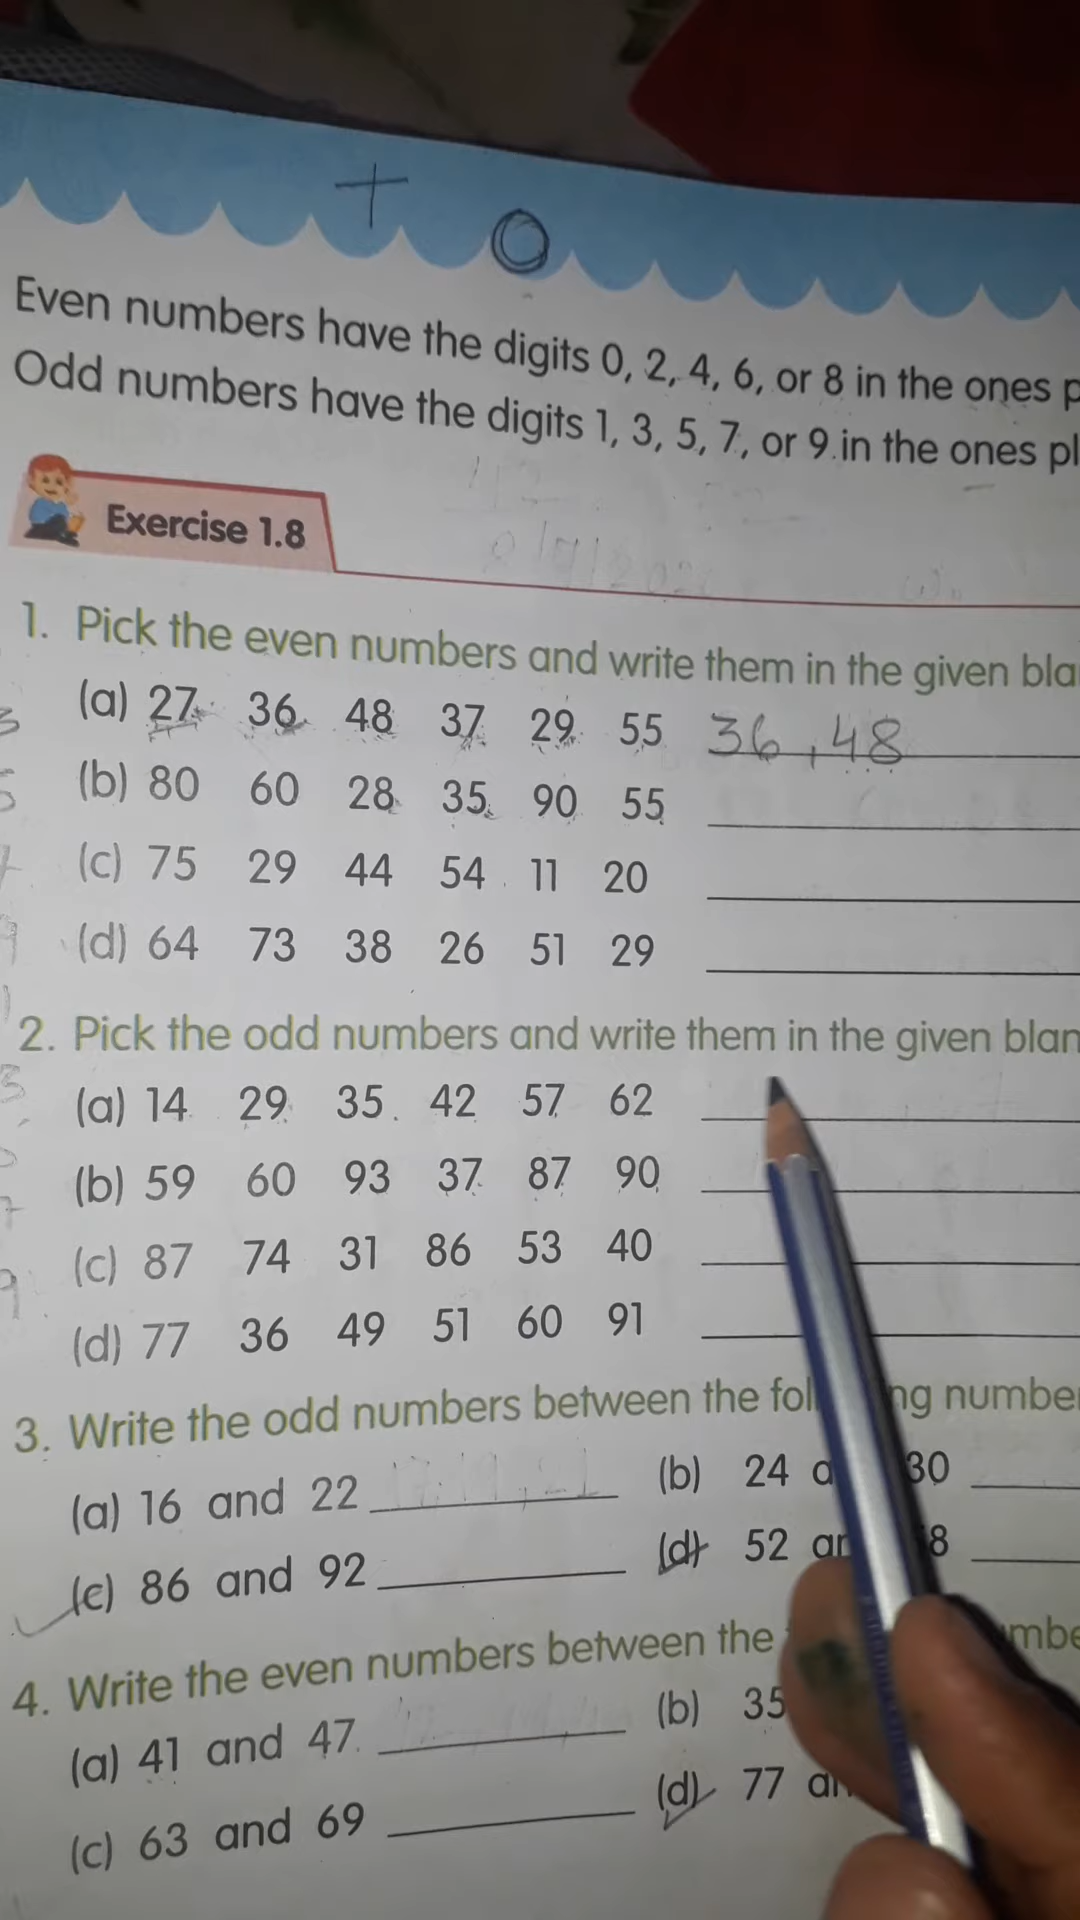 + O
Even numbers have the digits 0, 2, 4, 6, or 8 in the ones
Odd numbers have the digits 1, 3, 5, 7, or 9 in the ones
Exercise 1.8
1. Pick the even numbers and write them in the given
(a) 27 36 48 37 29 55 36, 48
(b) 80 60 28 35 90 55
(c) 75 29 44 54 11 20
(d) 64 73 38 26 51 29
2. Pick the odd numbers and write them in the given
(a) 14 29 35 42 57 62
(b) 59 60 93 37 87 90
(c) 87 74 31 86 53 40
(d) 77 36 49 51 60 91
3. Write the odd numbers between the
(a) 16 and 22 (b) 24 30
(c) 86 and 92 (d) 52
4. Write the even numbers between the
(a) 41 and 47 (b) 35
(c) 63 and 69 (d) 77